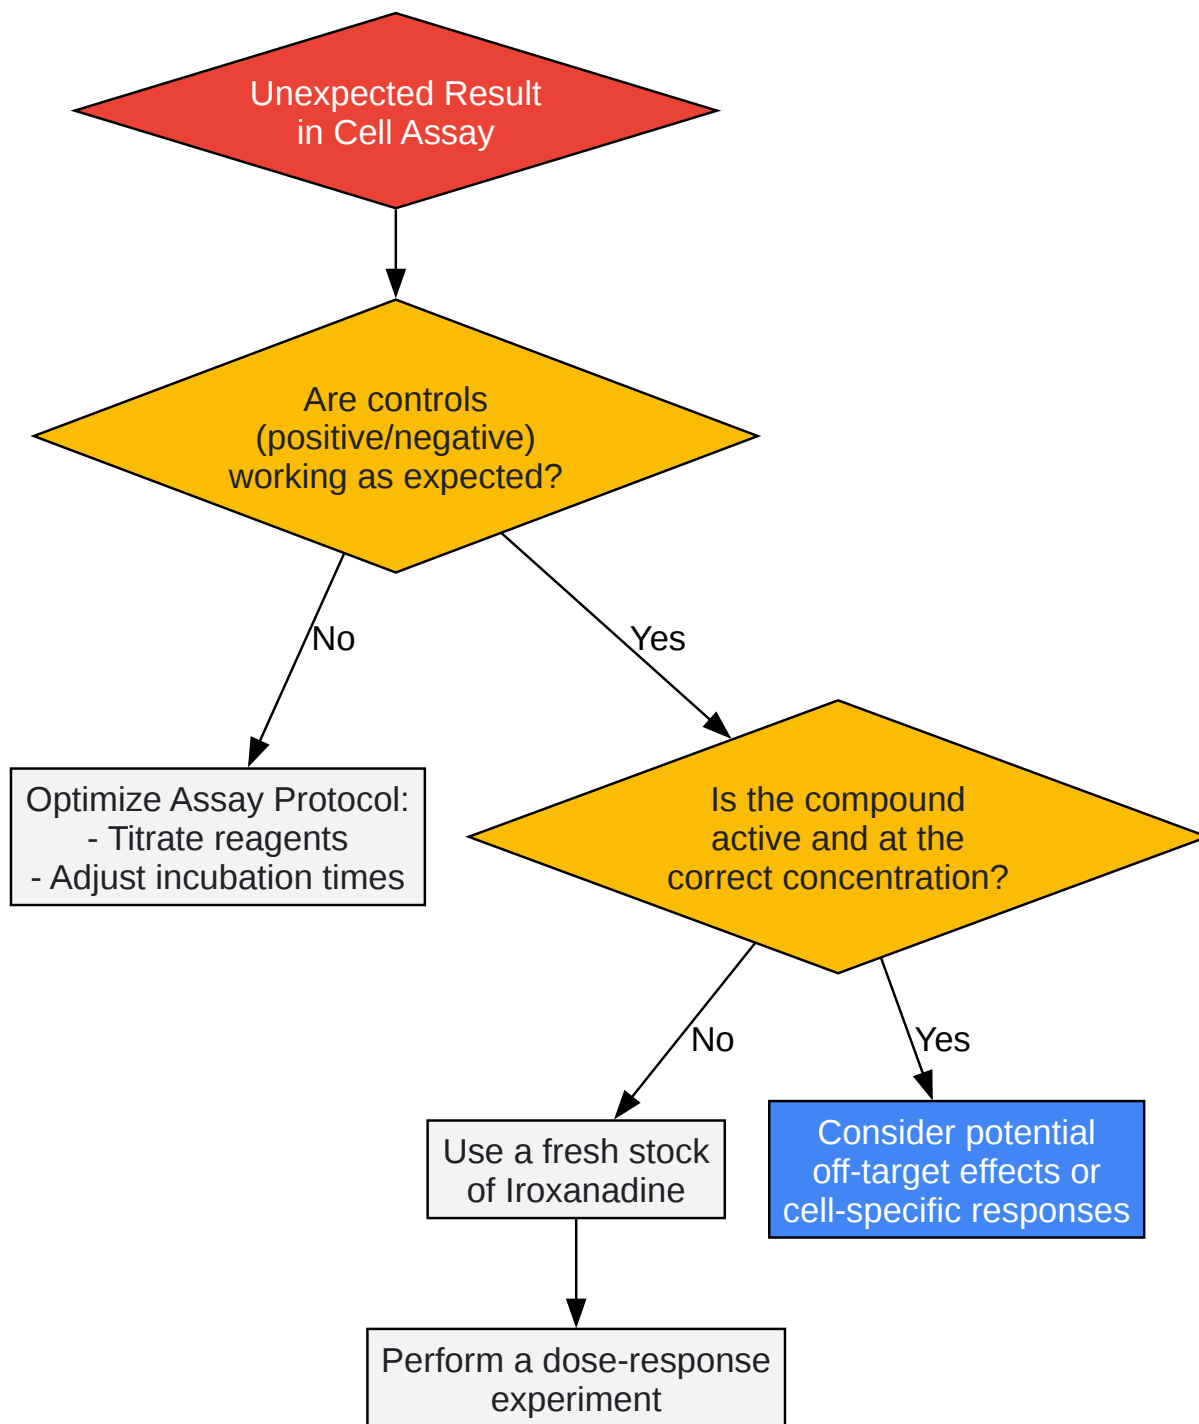 Unexpected Result
in Cell Assay
Are controls
(positive/negative)
working as expected?
No
Yes
Optimize Assay Protocol:
- Titrate reagents
- Adjust incubation times
Is the compound
active and at the
correct concentration?
No
Yes
Use a fresh stock
of Iroxanadine
Consider potential
off-target effects or
cell-specific responses
Perform a dose-response
experiment